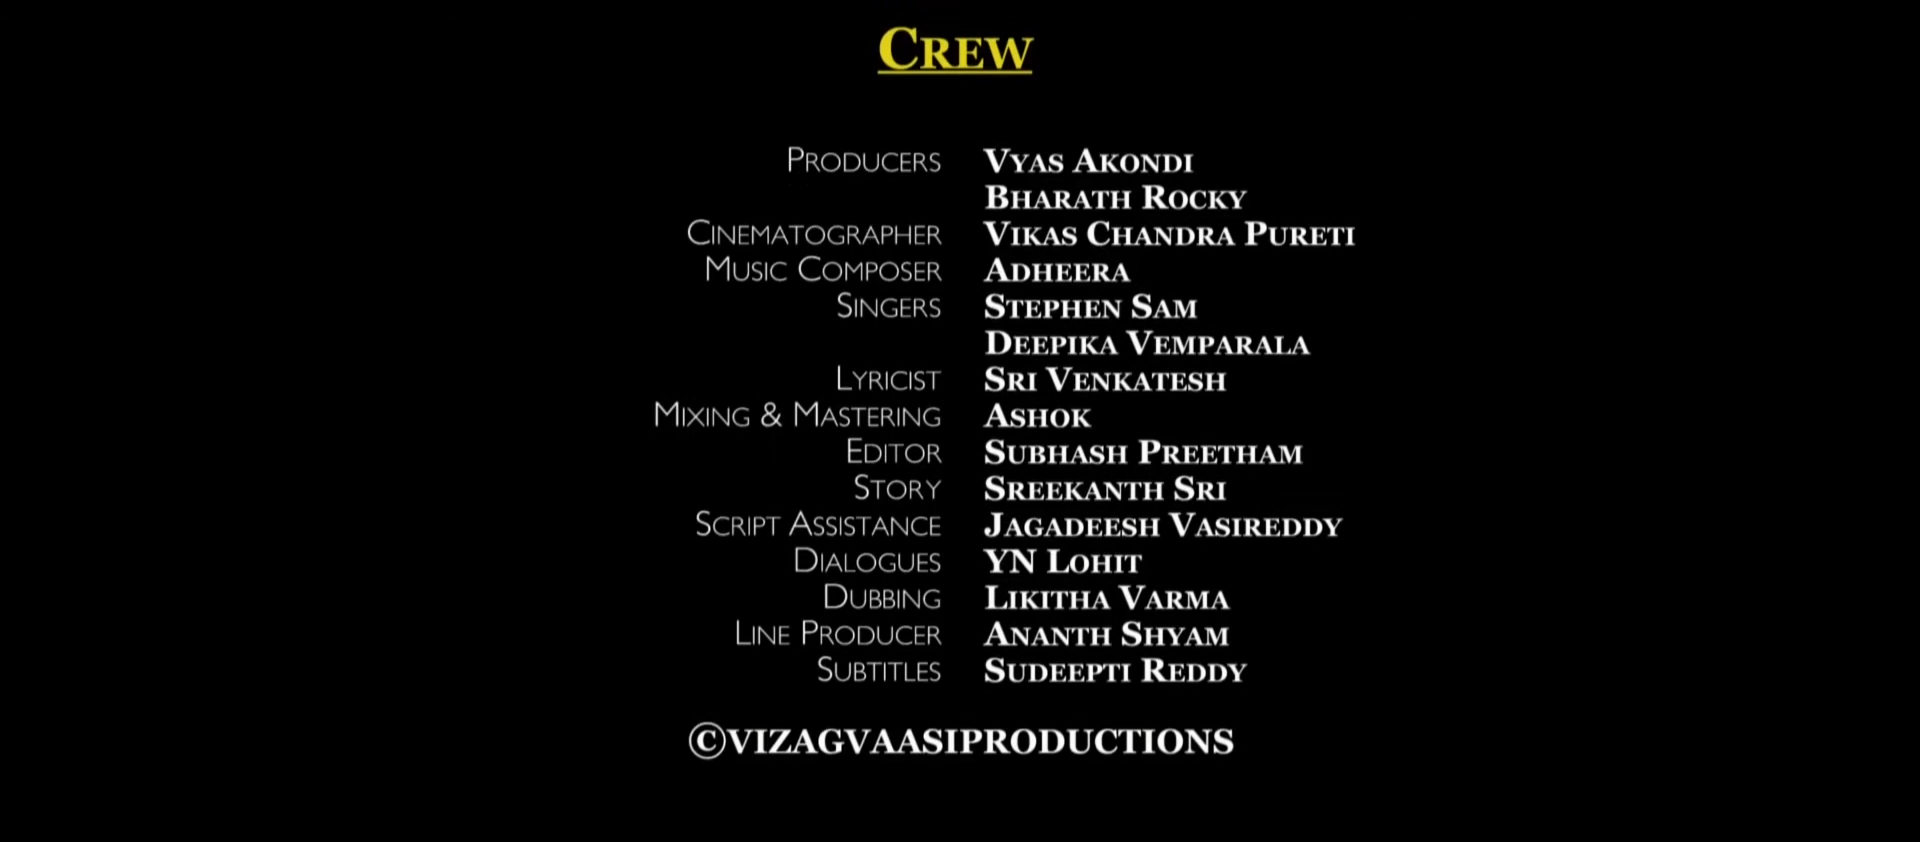 CREW
PRODUCERS VYAS AKONDI
BHARATH ROCKY
CINEMATOGRAPHER VIKAS CHANDRA PURETI
MUSIC COMPOSER ADHEERA
SINGERS STEPHEN SAM
DEEPIKA VEMPARALA
LYRICIST SRI VENKATESH
MIXING & MASTERING ASHOK
EDITOR SUBHASH PREETHAM
STORY SREEKANTH SRI
SCRIPT ASSISTANCE JAGADEESH VASIREDDY
DIALOGUES YN LOHIT
DUBBING LIKITHA VARMA
LINE PRODUCER ANANTH SHYAM
SUBTITLES SUDEEPTI REDDY
©VIZAGVAASIPRODUCTIONS